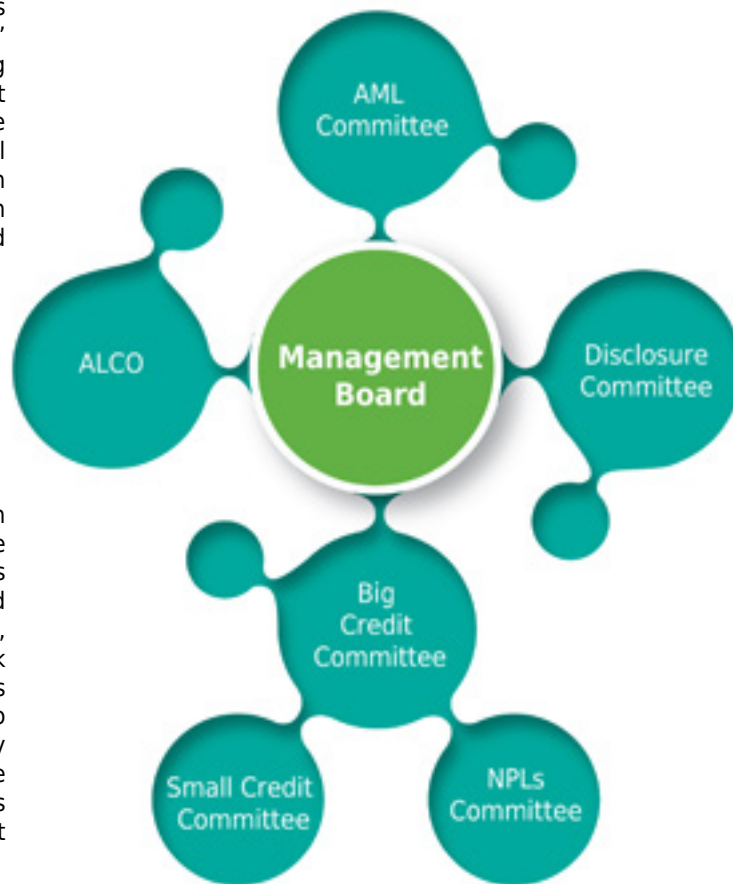 AML
Committee
ALCO
Management
Board
Disclosure
Committee
Big
Credit
Committee
Small Credit
Committee
NPLs
Committee